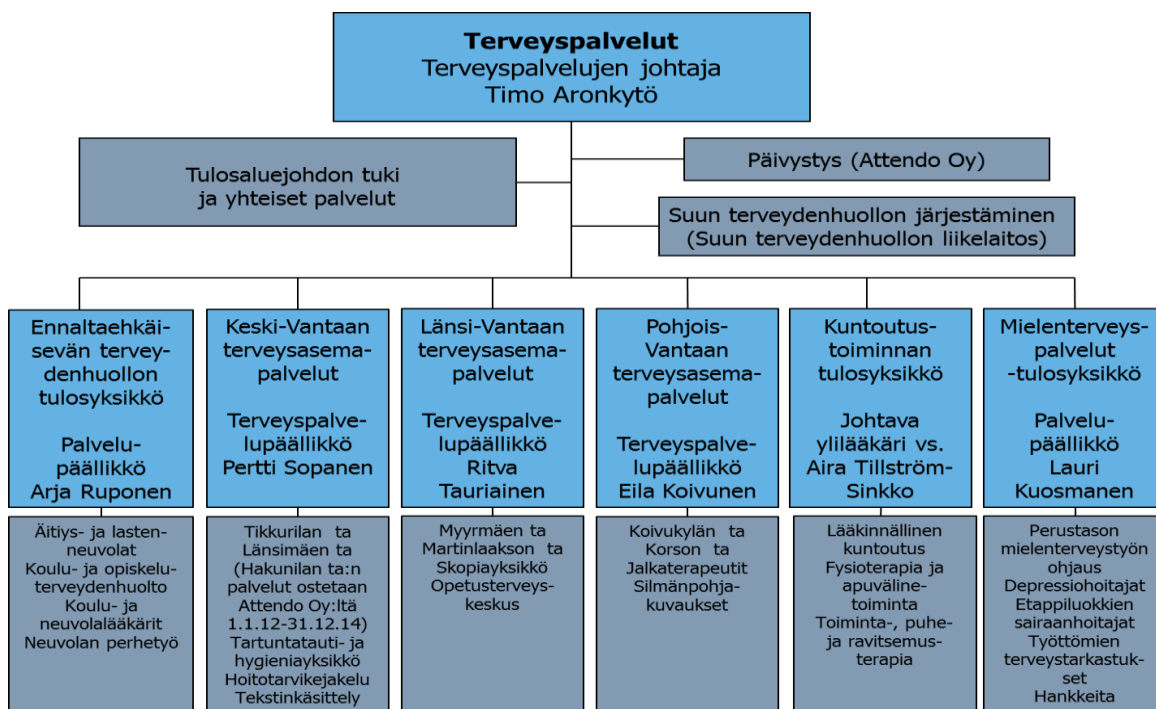 Terveyspalvelut
Terveyspalvelujen johtaja
Timo Aronkytö
Tulosaluejohdon tuki
ja yhteiset palvelut
Päivystys (Attendo Oy)
Suun terveydenhuollon järjestäminen
(Suun terveydenhuollon liikelaitos)
Ennaltaehkäi-
sevän tervey-
denhuollon
tulosyksikkö
Palvelu-
päällikkö
Arja Ruponen
Keski-Vantaan
terveysasema-
palvelut
Terveyspalve-
lupäällikkö
Pertti Sopanen
Länsi-Vantaan
terveysasema-
palvelut
Terveyspalve-
lupäällikkö
Ritva
Tauriainen
Pohjois-
Vantaan
terveysasema-
palvelut
Terveyspalve-
lupäällikkö
Eila Koivunen
Kuntoutus-
toiminnan
tulosyksikkö
Johtava
ylilääkäri vs.
Aira Tillström-
Sinkko
Mielenterveys-
palvelut
-tulosyksikkö
Palvelu-
päällikkö
Lauri
Kuosmanen
Äitiys- ja lasten-
neuvolat
Koulu- ja opiskelu-
terveydenhuolto
Koulu- ja
neuvolalääkärit
Neuvolan perhetyö
Tikkurilan ta
Länsimäen ta
(Hakunilan ta:n
palvelut ostetaan
Attendo Oy:ltä
1.1.12-31.12.14)
Tartuntatauti- ja
hygieniayksikkö
Hoitotarvikejakelu
Tekstinkäsittely
Myyrmäen ta
Martinlaakson ta
Skopiayksikkö
Opetusterveys-
keskus
Koivukylän ta
Korson ta
Jalkaterapeutit
Silmänpohja-
kuvaukset
Lääkinnällinen
kuntoutus
Fysioterapia ja
apuväline-
toiminta
Toiminta-, puhe-
ja ravitsemus-
terapia
Perustason
mielenterveystyön
ohjaus
Depressiohoitajat
Etappiluokkien
sairaanhoitajat
Työttömien
terveystarkastuk-
set
Hankkeita